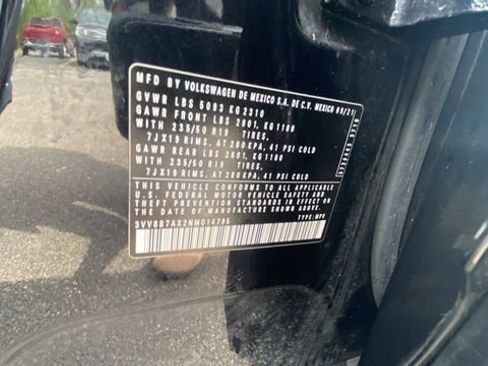 MFD BY VOLKSWAGEN DE MEXICO S.A. DE C.V. MEXICO 09/21
GVWR LBS 5093 KG 2310
GAWR FRONT LBS 2601, KG 1180
WITH 235/50 R19 TIRES,
7JX19 RIMS, AT 280 KPA, 41 PSI COLD
GAWR REAR LBS 2601, KG 1180
WITH 235/50 R19 TIRES,
7JX19 RIMS, AT 280 KPA, 41 PSI COLD
THIS VEHICLE CONFORMS TO ALL APPLICABLE
U.S. FEDERAL MOTOR VEHICLE SAFETY AND
THEFT PREVENTION STANDARDS IN EFFECT ON
THE DATE OF MANUFACTURE SHOWN ABOVE.
TYPE: MPV